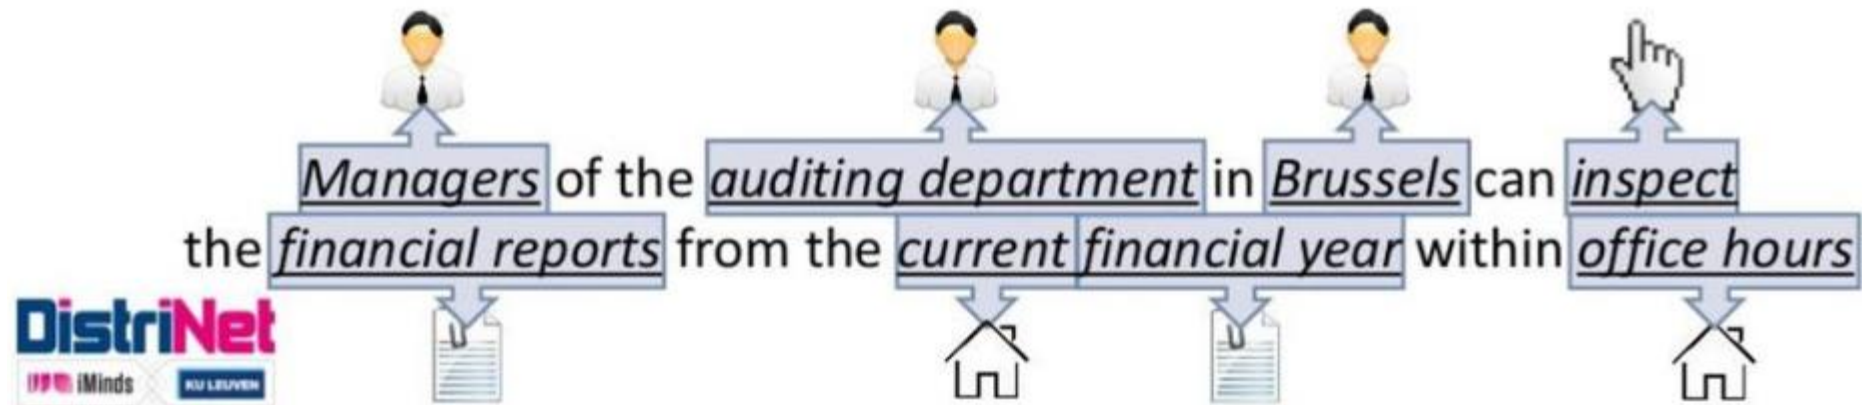 Managers of the auditing department in Brussels can inspect
the financial reports from the current financial year within office hours
DistriNet
iMinds
KU LEUVEN